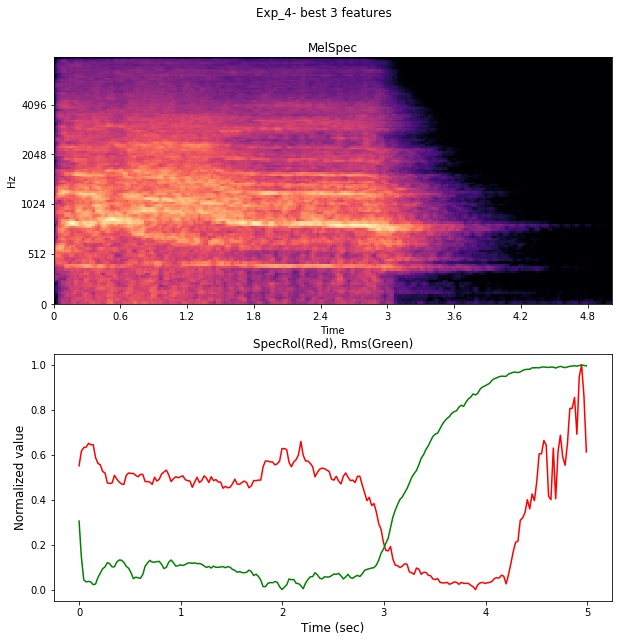 Exp_4- best 3 features
MelSpec
4096
2048
1024
512
0
Hz
0 0.6 1.2 1.8 2.4 3 3.6 4.2 4.8
Time
SpecRol(Red), Rms(Green)
1.0
0.8
0.6
0.4
0.2
0.0
Normalized value
0 1 2 3 4 5
Time (sec)